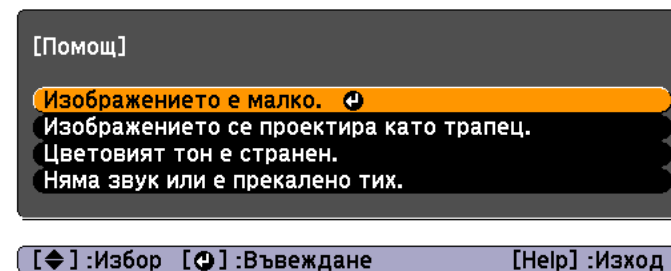 [Помощ]
Изображението е малко.
Изображението се проектира като трапец.
Цветовият тон е странен.
Няма звук или е прекалено тих.
[◆] :Избор [⏎] :Въвеждане [Help] :Изход